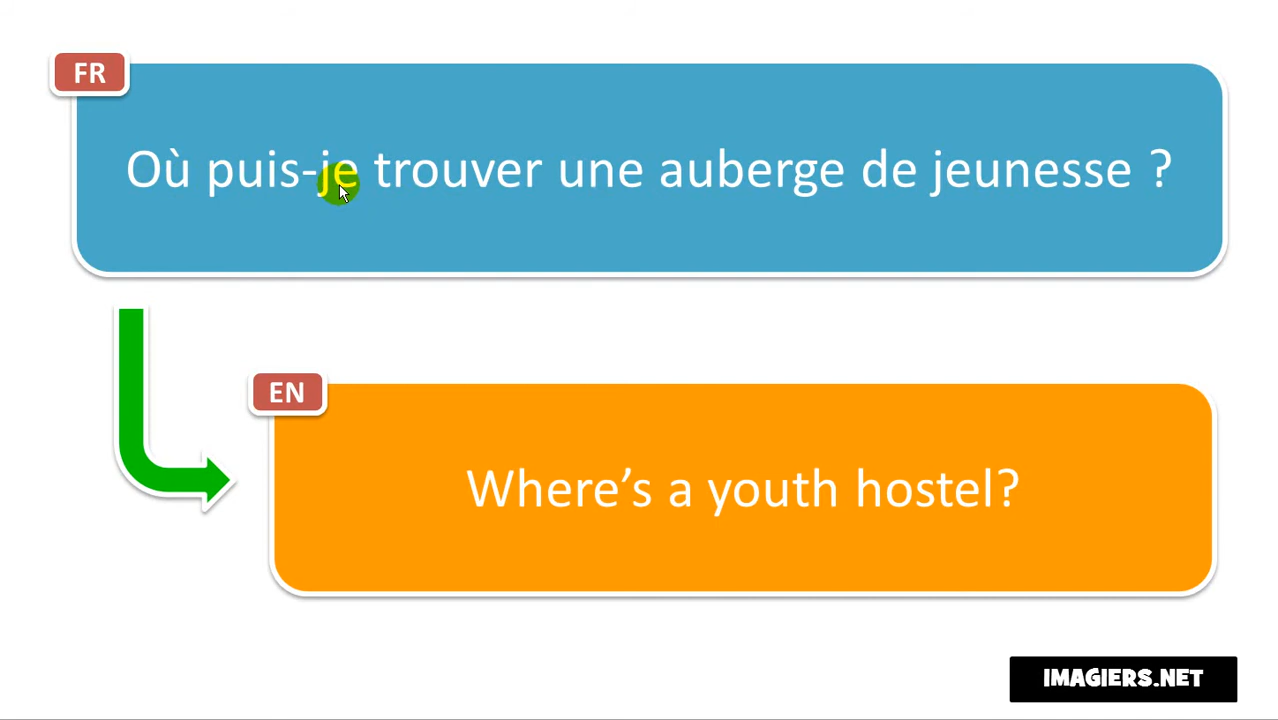 FR
Où puis-je trouver une auberge de jeunesse ?
EN
Where’s a youth hostel?
IMAGIERS.NET